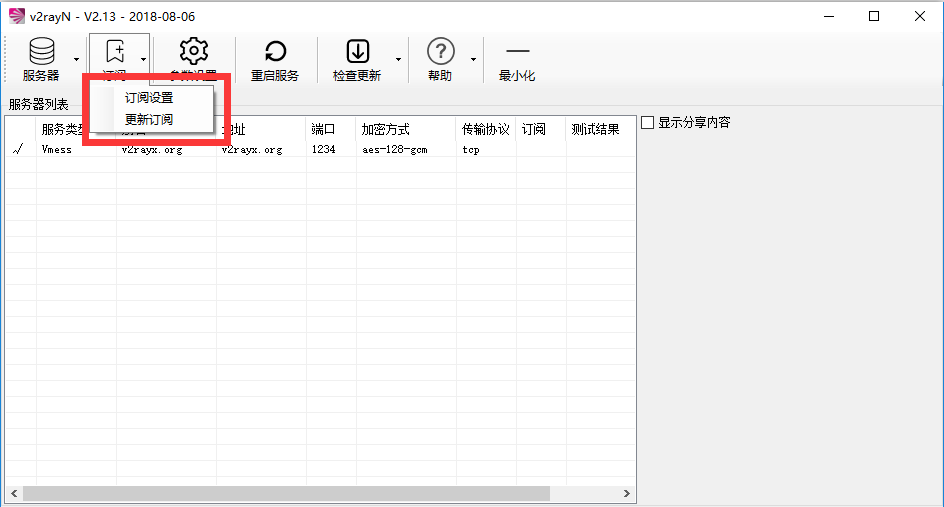 v2rayN - V2.13 - 2018-08-06
服务器
订阅
参数设置
重启服务
检查更新
帮助
最小化
订阅设置
更新订阅
服务器列表
服务类型 别名 地址 端口 加密方式 传输协议 订阅 测试结果
√ Vmess v2rayx.org v2rayx.org 1234 aes-128-gcm tcp
显示分享内容